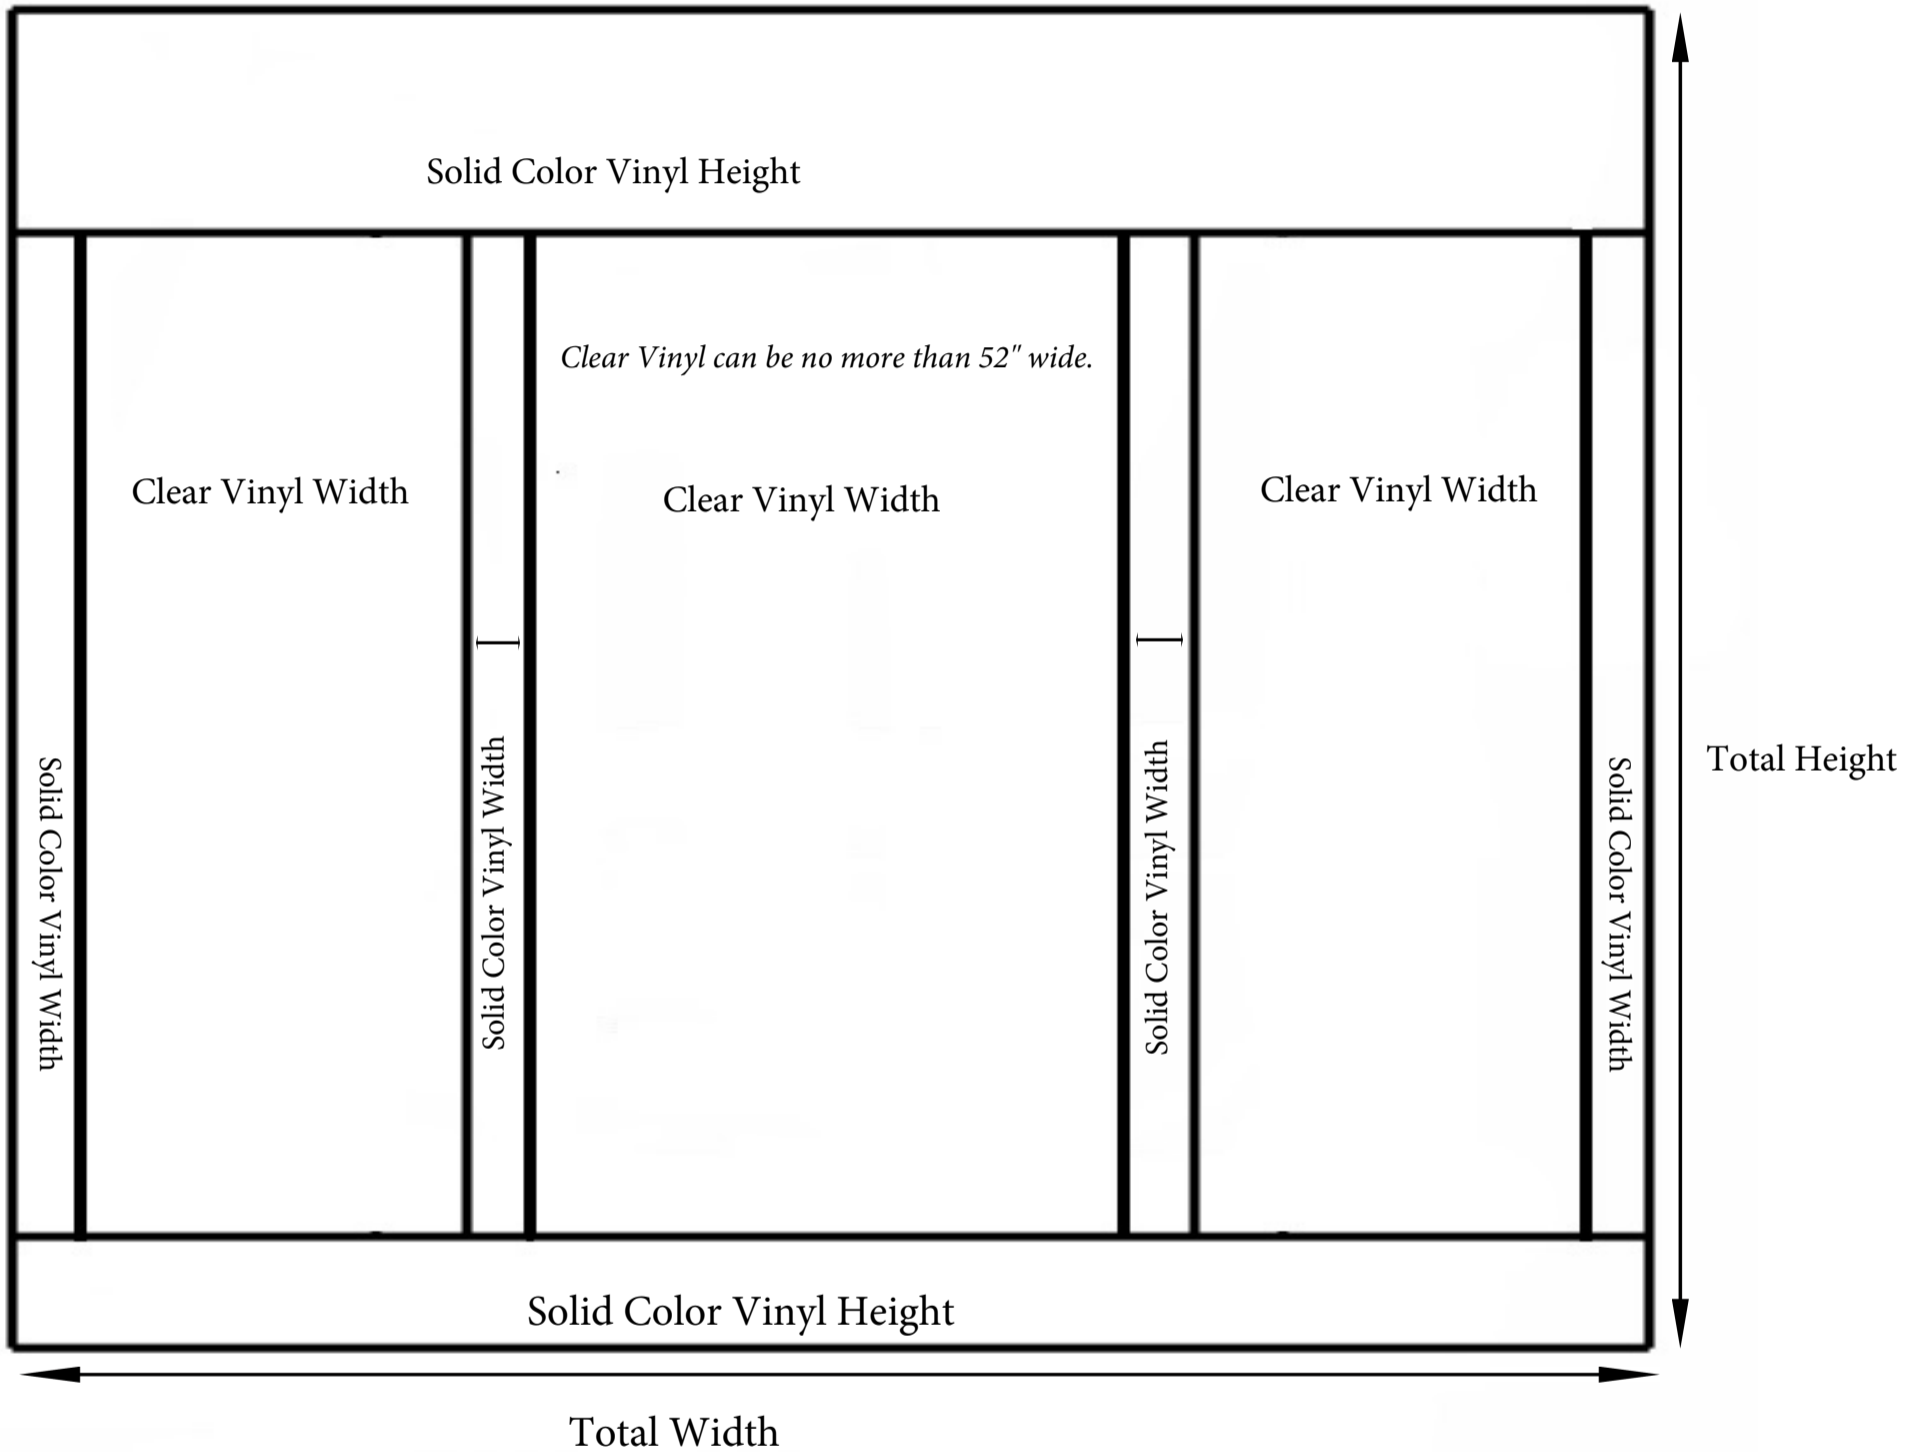 Solid Color Vinyl Height
Clear Vinyl can be no more than 52" wide.
Clear Vinyl Width
Clear Vinyl Width
Clear Vinyl Width
Solid Color Vinyl Width
Solid Color Vinyl Width
Solid Color Vinyl Width
Solid Color Vinyl Width
Total Height
Solid Color Vinyl Height
Total Width